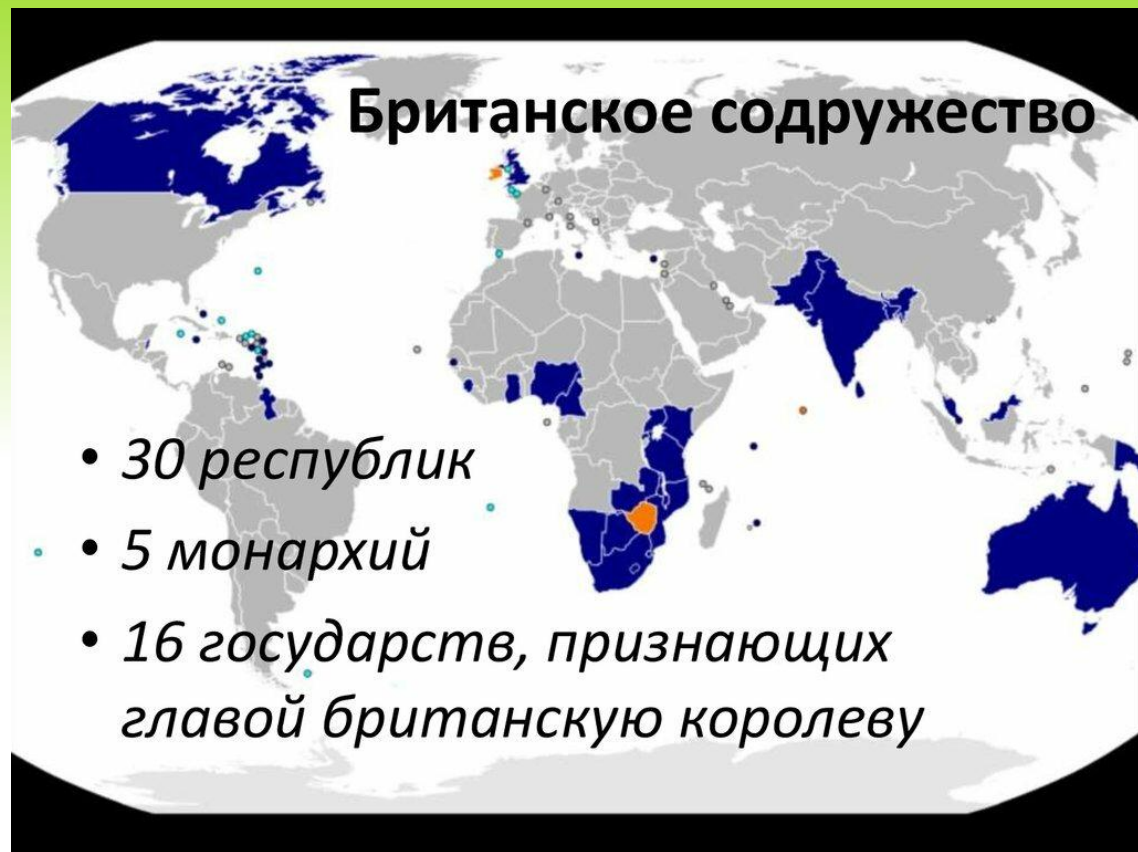 Британское содружество
• 30 республик
• 5 монархий
• 16 государств, признающих
главой британскую королеву